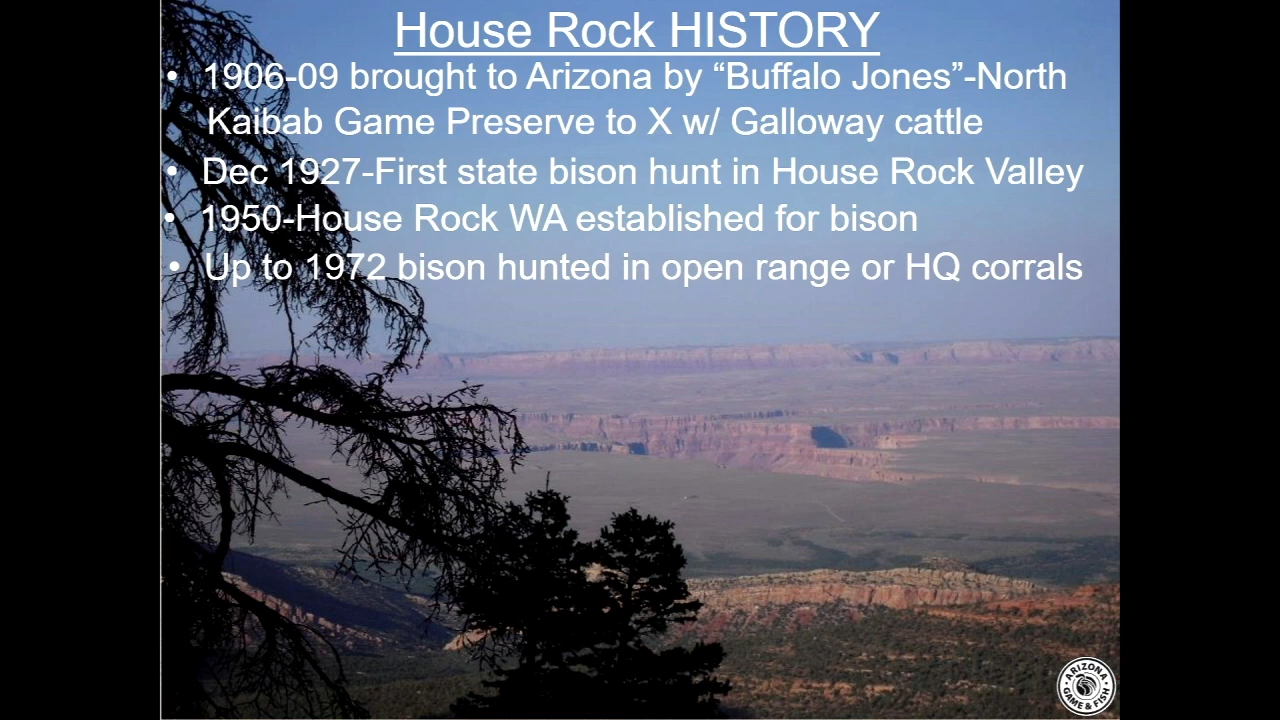 House Rock HISTORY
• 1906-09 brought to Arizona by “Buffalo Jones”-North
Kaibab Game Preserve to X w/ Galloway cattle
• Dec 1927-First state bison hunt in House Rock Valley
• 1950-House Rock WA established for bison
• Up to 1972 bison hunted in open range or HQ corrals
ARIZONA
GAME & FISH